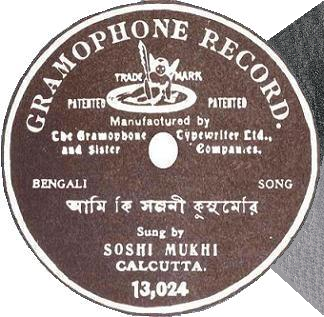 GRAMOPHONE RECORD.
TRADE MARK
PATENTED PATENTED
Manufactured by
The Gramophone & Typewriter Ltd.,
and Sister Companies.
BENGALI SONG
আমি কি সজনী কুসুমেরি
Sung by
SOSHI MUKHI
CALCUTTA.
13,024